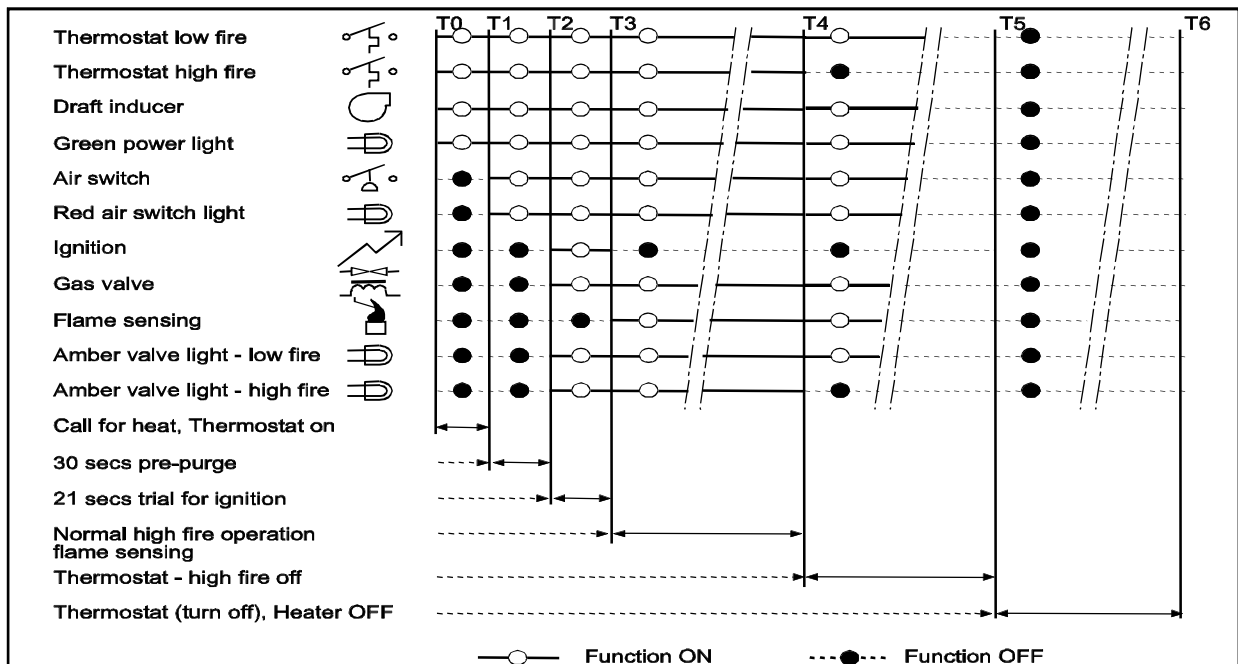 T0 T1 T2 T3 T4 T5 T6
Thermostat low fire
Thermostat high fire
Draft inducer
Green power light
Air switch
Red air switch light
Ignition
Gas valve
Flame sensing
Amber valve light - low fire
Amber valve light - high fire
Call for heat, Thermostat on
30 secs pre-purge
21 secs trial for ignition
Normal high fire operation
flame sensing
Thermostat - high fire off
Thermostat (turn off), Heater OFF
Function ON Function OFF